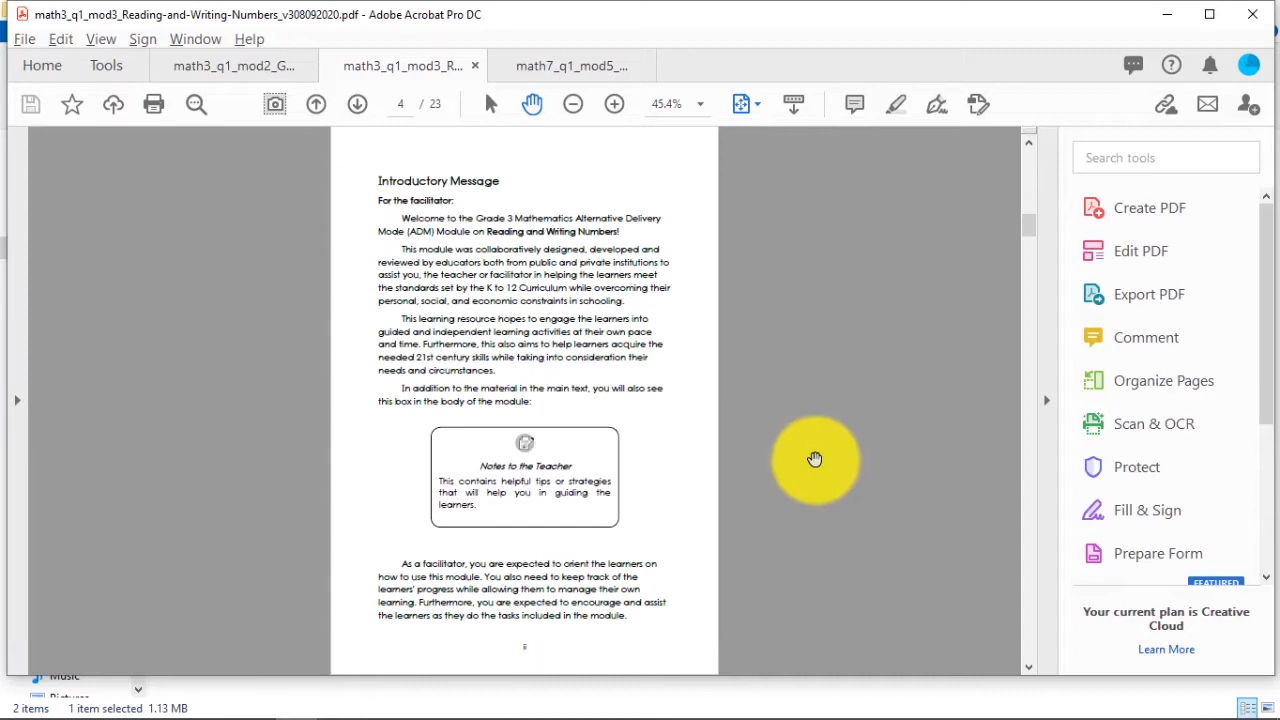 math3_q1_mod3_Reading-and-Writing-Numbers_v308092020.pdf - Adobe Acrobat Pro DC
File Edit View Sign Window Help
Home Tools math3_q1_mod2_G... math3_q1_mod3_R... math7_q1_mod5_...
4 / 23 45.4%
Introductory Message
For the facilitator:
Welcome to the Grade 3 Mathematics Alternative Delivery
Mode (ADM) Module on Reading and Writing Numbers!
This module was collaboratively designed, developed and
reviewed by educators both from public and private institutions to
assist you, the teacher or facilitator in helping the learners meet
the standards set by the K to 12 Curriculum while overcoming their
personal, social, and economic constraints in schooling.
This learning resource hopes to engage the learners into
guided and independent learning activities at their own pace
and time. Furthermore, this also aims to help learners acquire the
needed 21st century skills while taking into consideration their
needs and circumstances.
In addition to the material in the main text, you will also see
this box in the body of the module:
Notes to the Teacher
This contains helpful tips or strategies
that will help you in guiding the
learners.
As a facilitator, you are expected to orient the learners on
how to use this module. You also need to keep track of the
learners' progress while allowing them to manage their own
learning. Furthermore, you are expected to encourage and assist
the learners as they do the tasks included in the module.
ii
Search tools
Create PDF
Edit PDF
Export PDF
Comment
Organize Pages
Scan & OCR
Protect
Fill & Sign
Prepare Form
FEATURED
Your current plan is Creative
Cloud
Learn More
Music
Pictures
2 items 1 item selected 1.13 MB